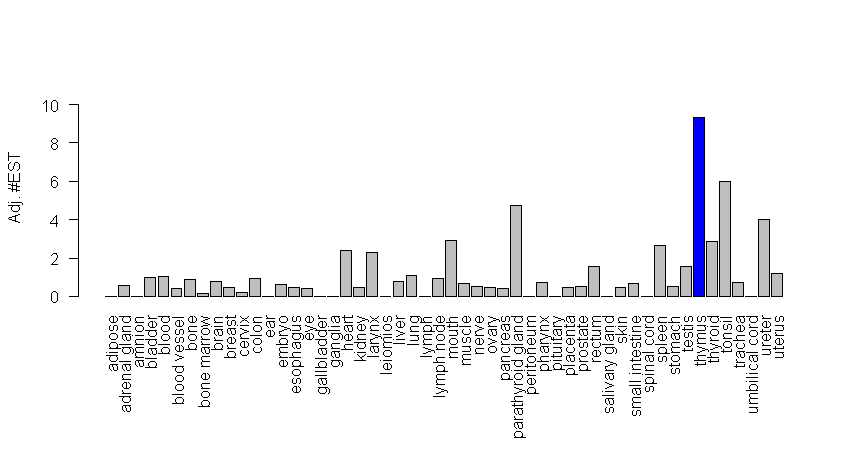 Adj. #EST
10
8
6
4
2
0
adipose
adrenal gland
amnion
bladder
blood
blood vessel
bone
bone marrow
brain
breast
cervix
colon
ear
embryo
esophagus
eye
gallbladder
ganglia
heart
kidney
larynx
leiomios
liver
lung
lymph
lymph node
mouth
muscle
nerve
ovary
pancreas
parathyroid gland
peritoneum
pharynx
pituitary
placenta
prostate
rectum
salivary gland
skin
small intestine
spinal cord
spleen
stomach
testis
thymus
thyroid
tonsil
trachea
umbilical cord
ureter
uterus